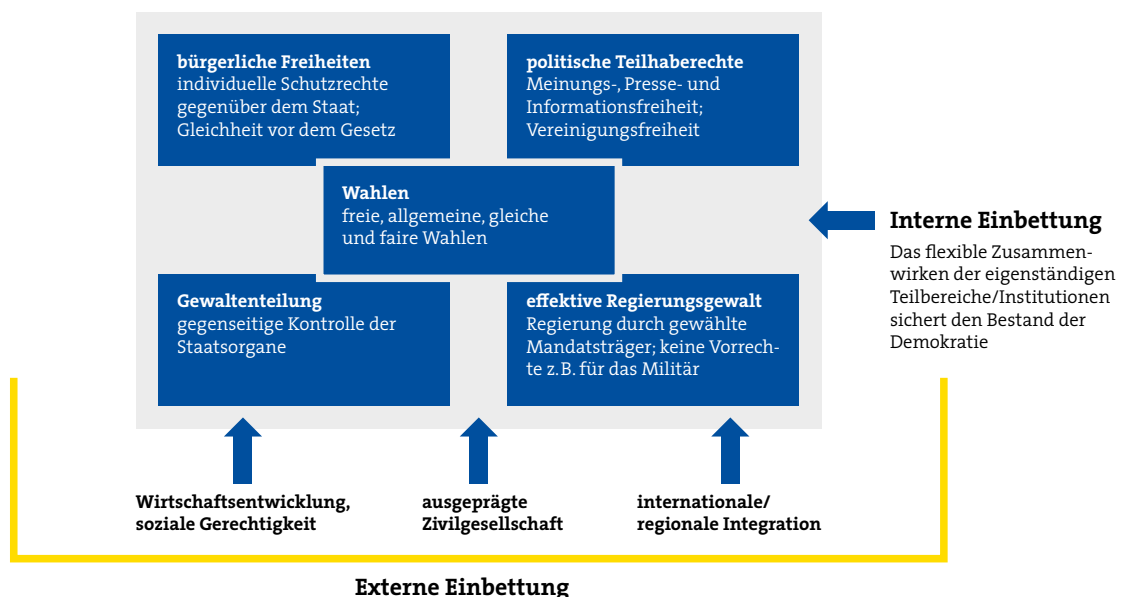 bürgerliche Freiheiten
individuelle Schutzrechte
gegenüber dem Staat;
Gleichheit vor dem Gesetz
politische Teilhaberechte
Meinungs-, Presse- und
Informationsfreiheit;
Vereinigungsfreiheit
Wahlen
freie, allgemeine, gleiche
und faire Wahlen
Gewaltenteilung
gegenseitige Kontrolle der
Staatsorgane
effektive Regierungsgewalt
Regierung durch gewählte
Mandatsträger; keine Vorrech-
te z.B. für das Militär
Interne Einbettung
Das flexible Zusammen-
wirken der eigenständigen
Teilbereiche/Institutionen
sichert den Bestand der
Demokratie
Wirtschaftsentwicklung,
soziale Gerechtigkeit
ausgeprägte
Zivilgesellschaft
internationale/
regionale Integration
Externe Einbettung